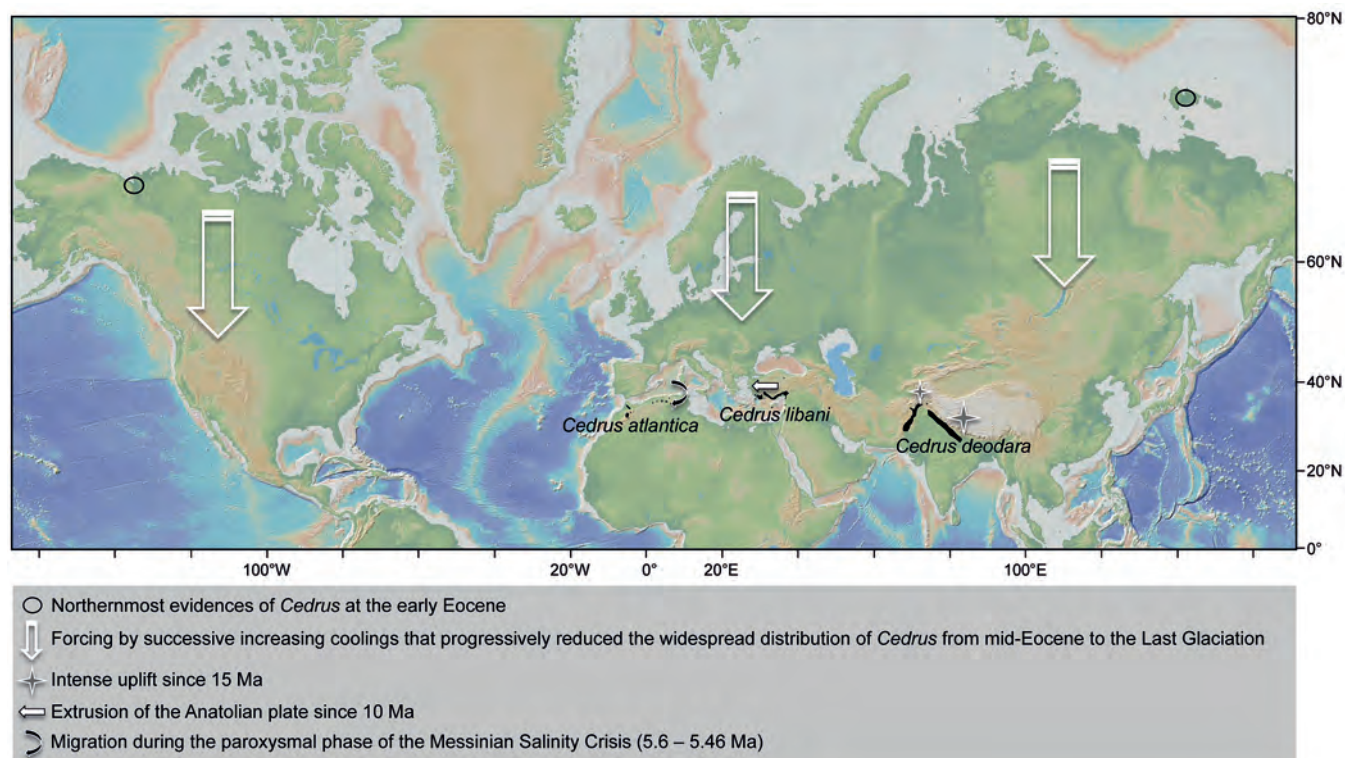 80°N
60°N
40°N
Cedrus atlantica
Cedrus libani
Cedrus deodara
20°N
0°
100°W
20°W
0°
20°E
100°E
Northernmost evidences of Cedrus at the early Eocene
Forcing by successive increasing coolings that progressively reduced the widespread distribution of Cedrus from mid-Eocene to the Last Glaciation
Intense uplift since 15 Ma
Extrusion of the Anatolian plate since 10 Ma
Migration during the paroxysmal phase of the Messinian Salinity Crisis (5.6 – 5.46 Ma)